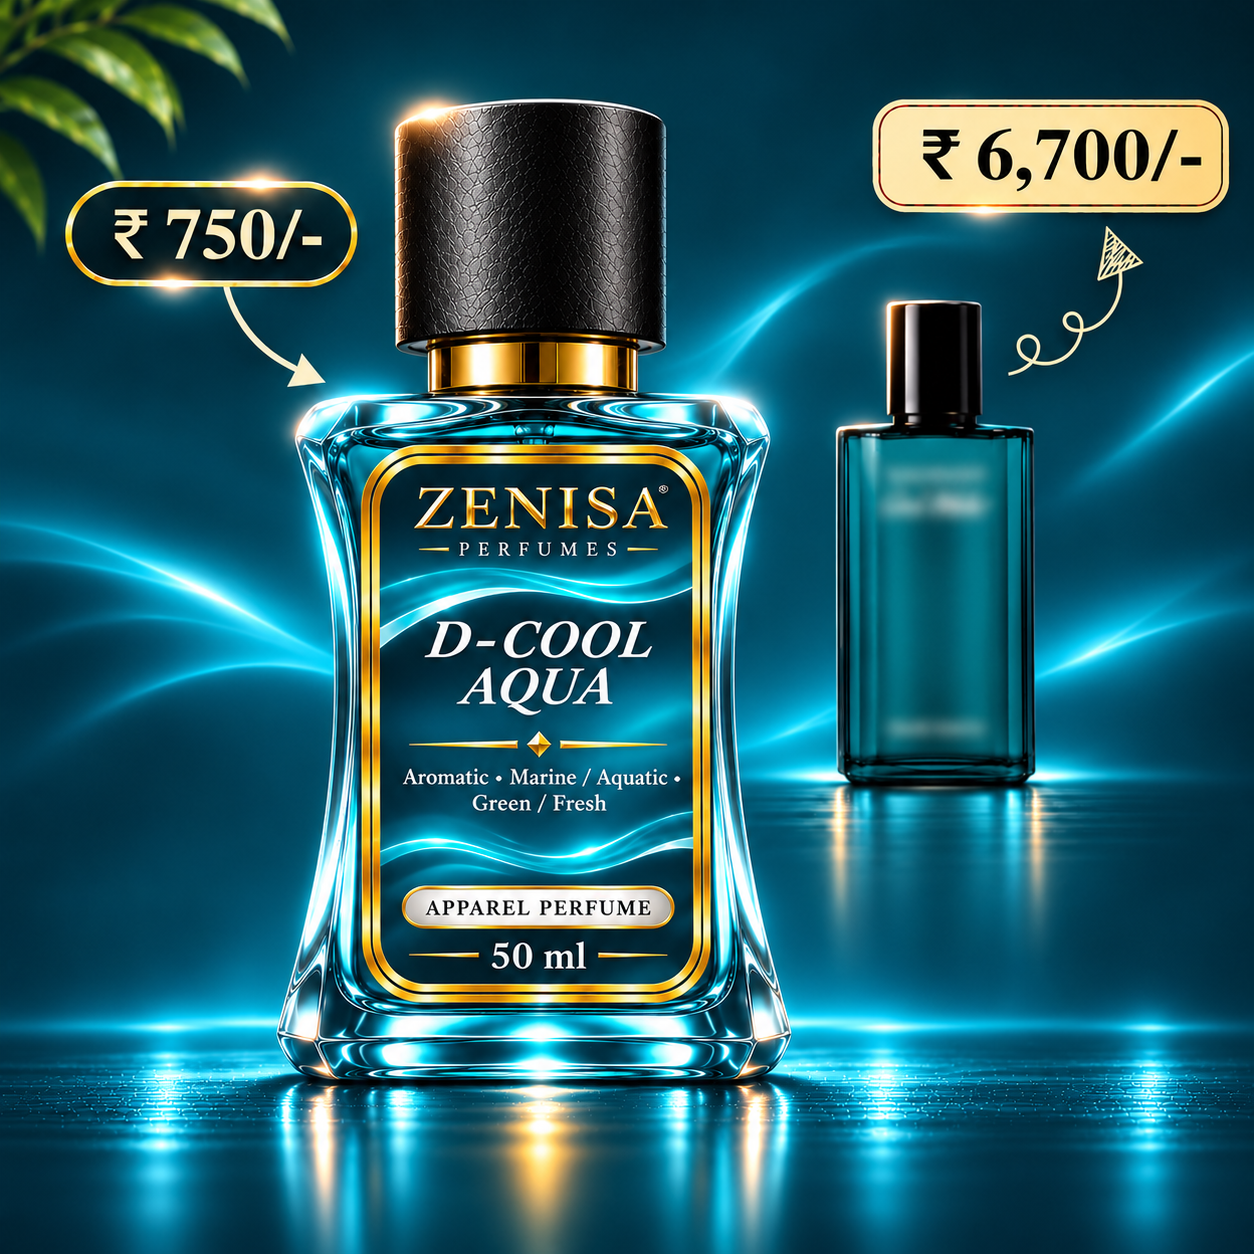 ₹ 6,700/-
₹ 750/-
ZENISA®
PERFUMES
D-COOL
AQUA
Aromatic • Marine / Aquatic •
Green / Fresh
APPAREL PERFUME
50 ml